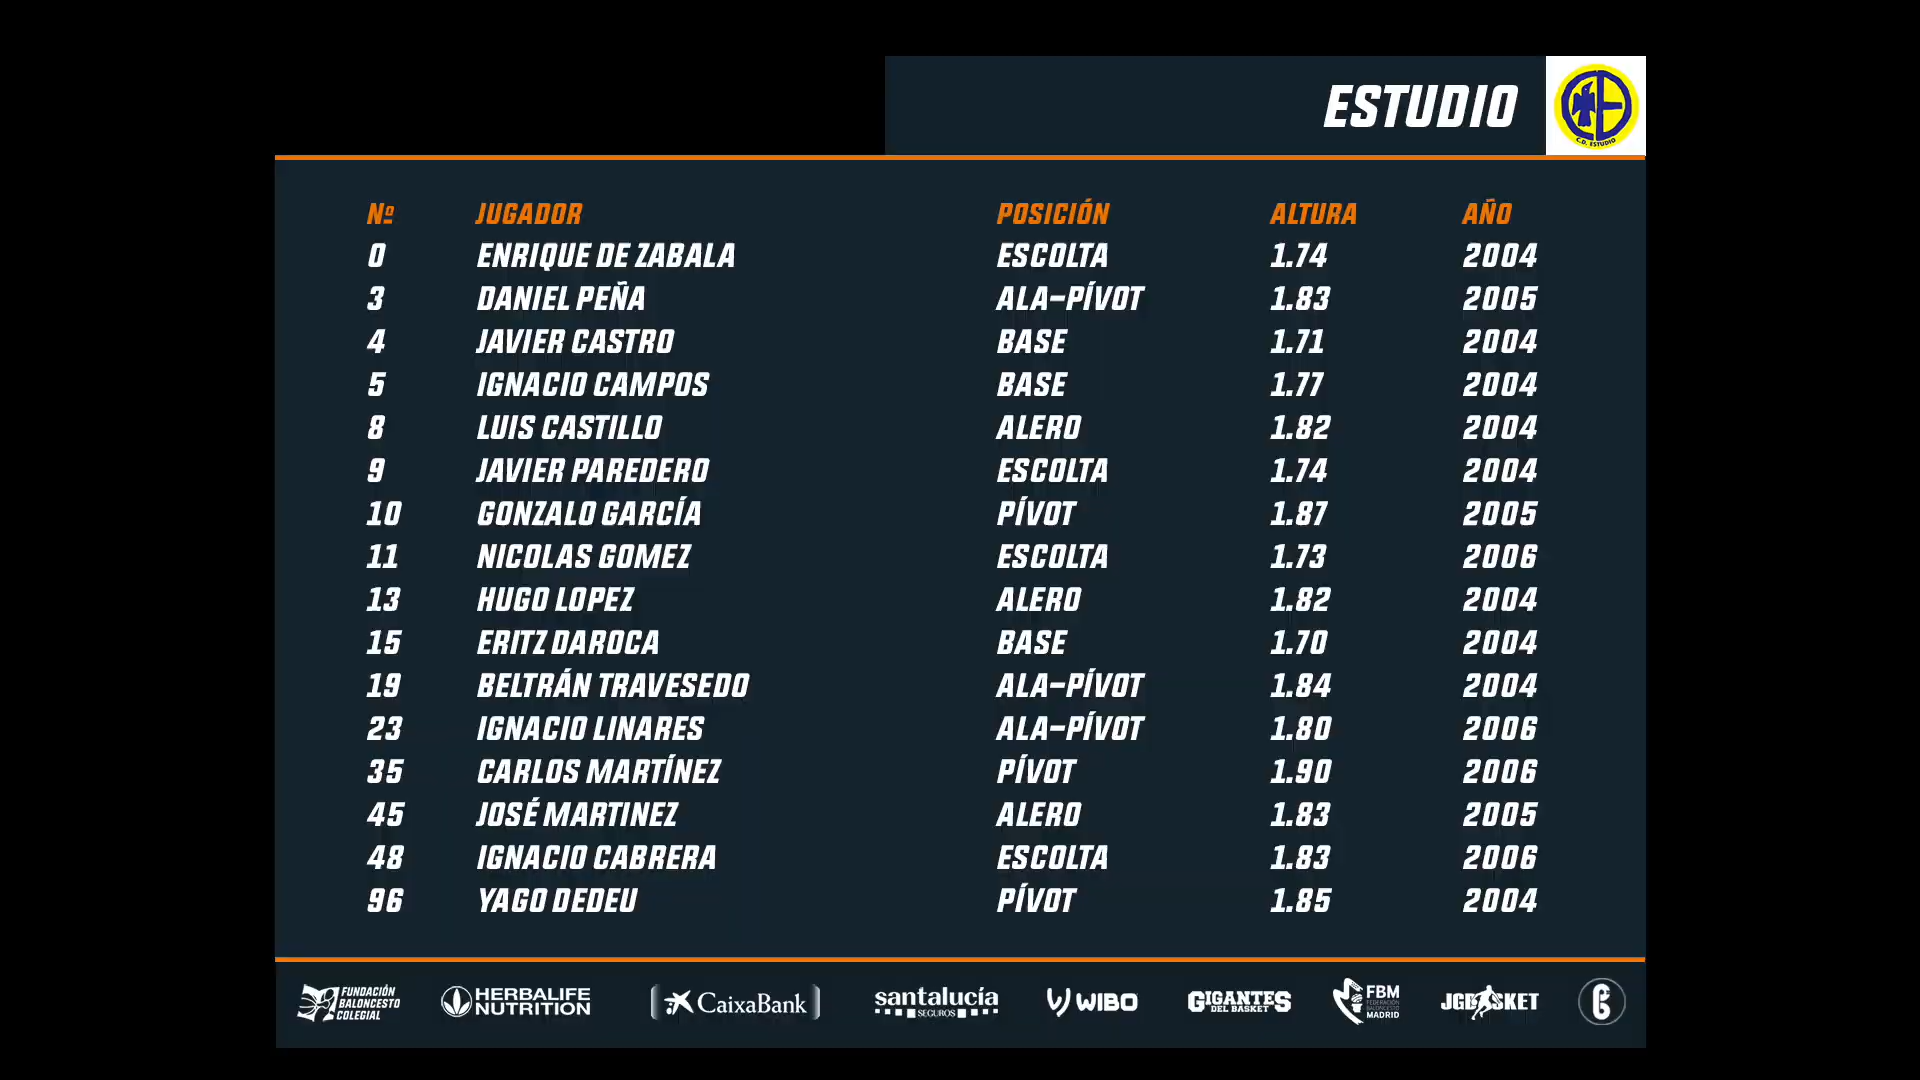 ESTUDIO
C.D. ESTUDIO
Nº JUGADOR POSICIÓN ALTURA AÑO
0 ENRIQUE DE ZABALA ESCOLTA 1.74 2004
3 DANIEL PEÑA ALA-PÍVOT 1.83 2005
4 JAVIER CASTRO BASE 1.71 2004
5 IGNACIO CAMPOS BASE 1.77 2004
8 LUIS CASTILLO ALERO 1.82 2004
9 JAVIER PAREDERO ESCOLTA 1.74 2004
10 GONZALO GARCÍA PÍVOT 1.87 2005
11 NICOLAS GOMEZ ESCOLTA 1.73 2006
13 HUGO LOPEZ ALERO 1.82 2004
15 ERITZ DAROCA BASE 1.70 2004
19 BELTRÁN TRAVESEDO ALA-PÍVOT 1.84 2004
23 IGNACIO LINARES ALA-PÍVOT 1.80 2006
35 CARLOS MARTÍNEZ PÍVOT 1.90 2006
45 JOSÉ MARTINEZ ALERO 1.83 2005
48 IGNACIO CABRERA ESCOLTA 1.83 2006
96 YAGO DEDEU PÍVOT 1.85 2004
FUNDACIÓN
BALONCESTO
COLEGIAL
HERBALIFE
NUTRITION
CaixaBank
santalucía
SEGUROS
WIBO
GIGANTES
DEL BASKET
FBM
FEDERACIÓN
BALONCESTO
MADRID
JGBASKET